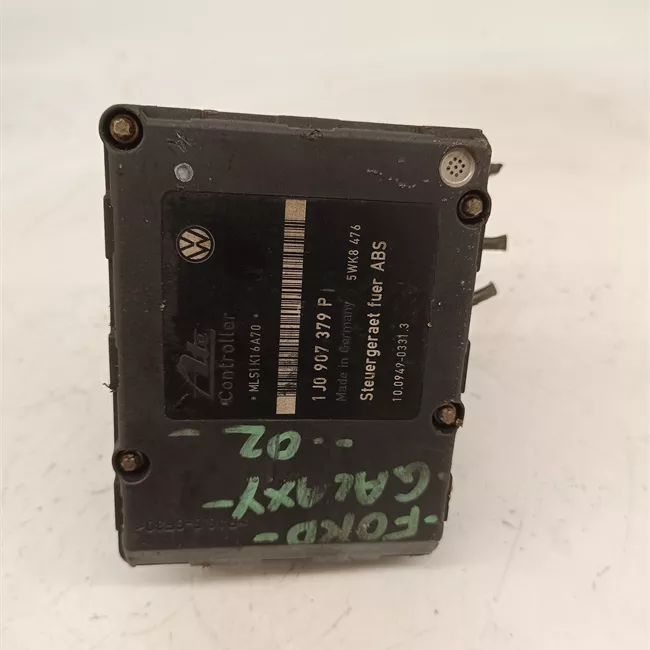 Ate
Controller
* MLS1K16A70 *
1J0 907 379 P
Made in Germany 5WK8 476
Steuergeraet fuer ABS
10.0949-0331.3
-FORD-
GALAXY-
- 02 -